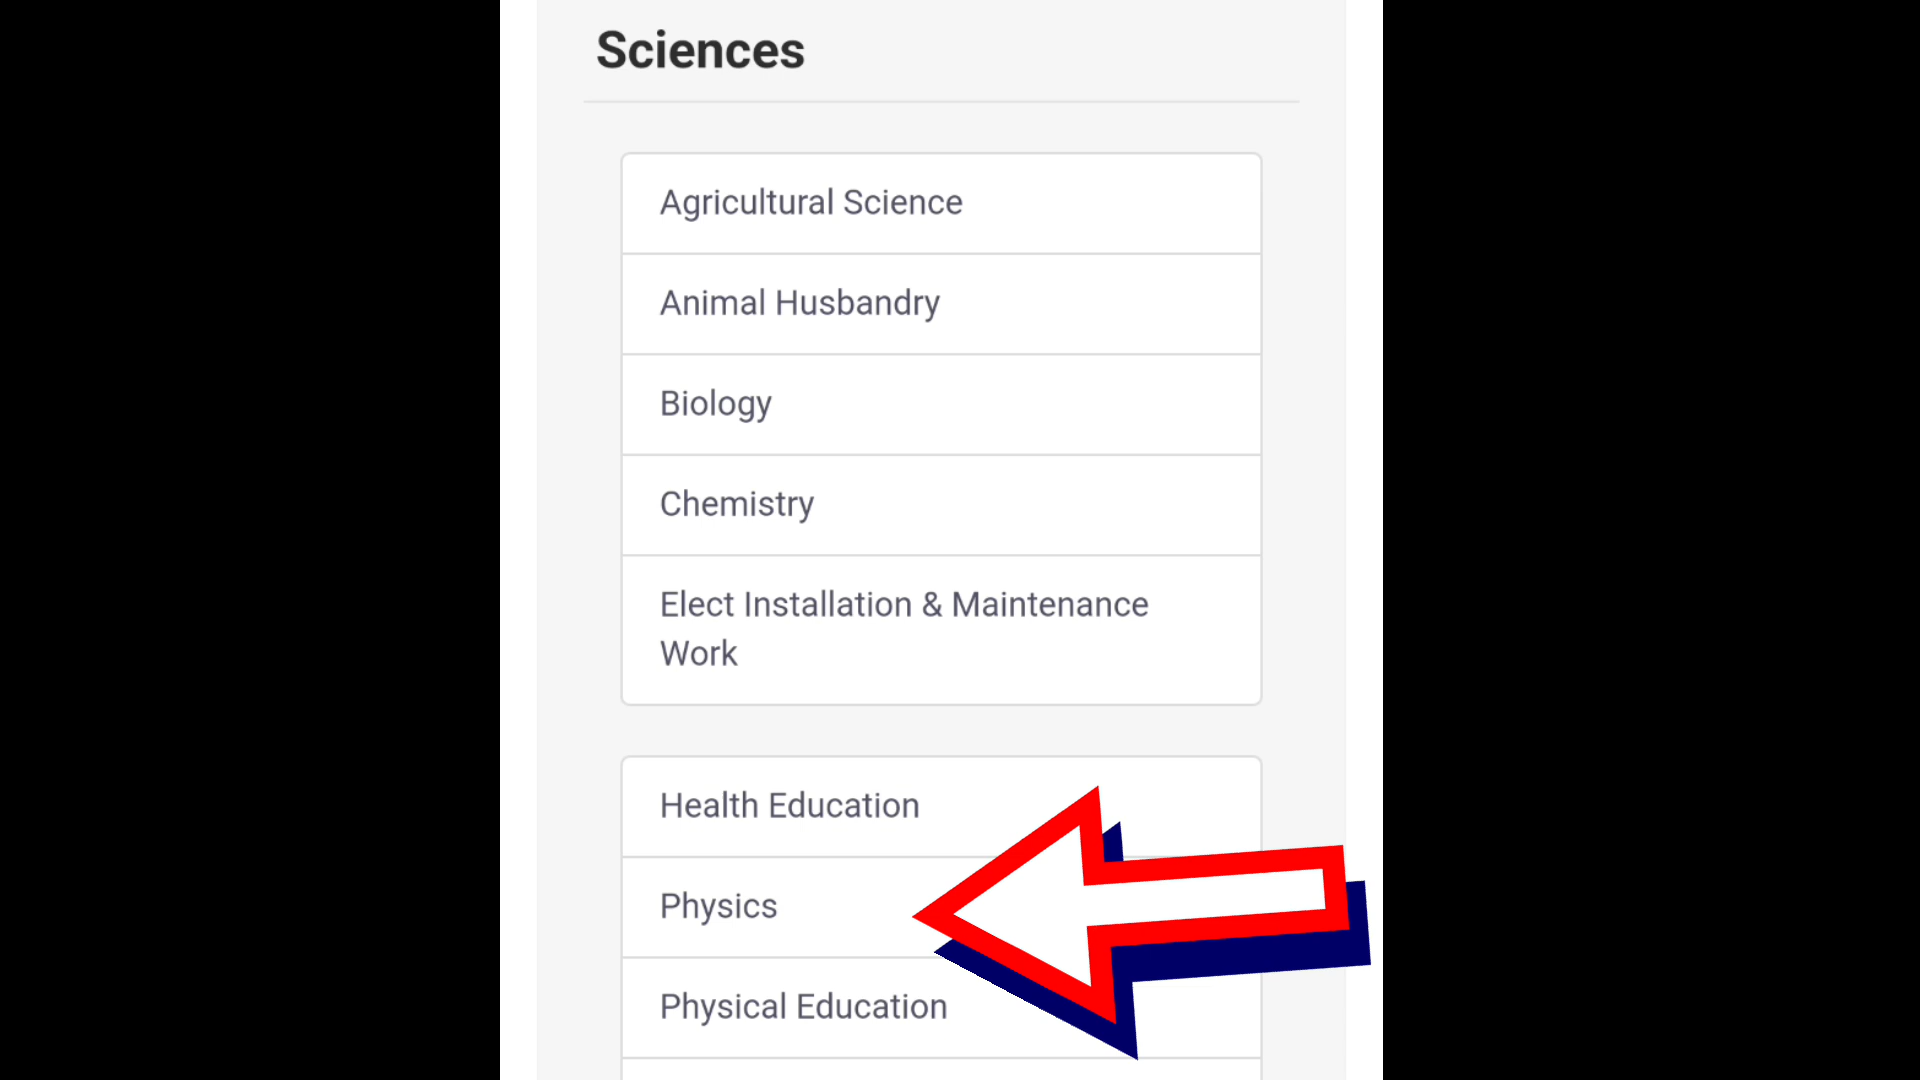 Sciences
Agricultural Science
Animal Husbandry
Biology
Chemistry
Elect Installation & Maintenance
Work
Health Education
Physics
Physical Education